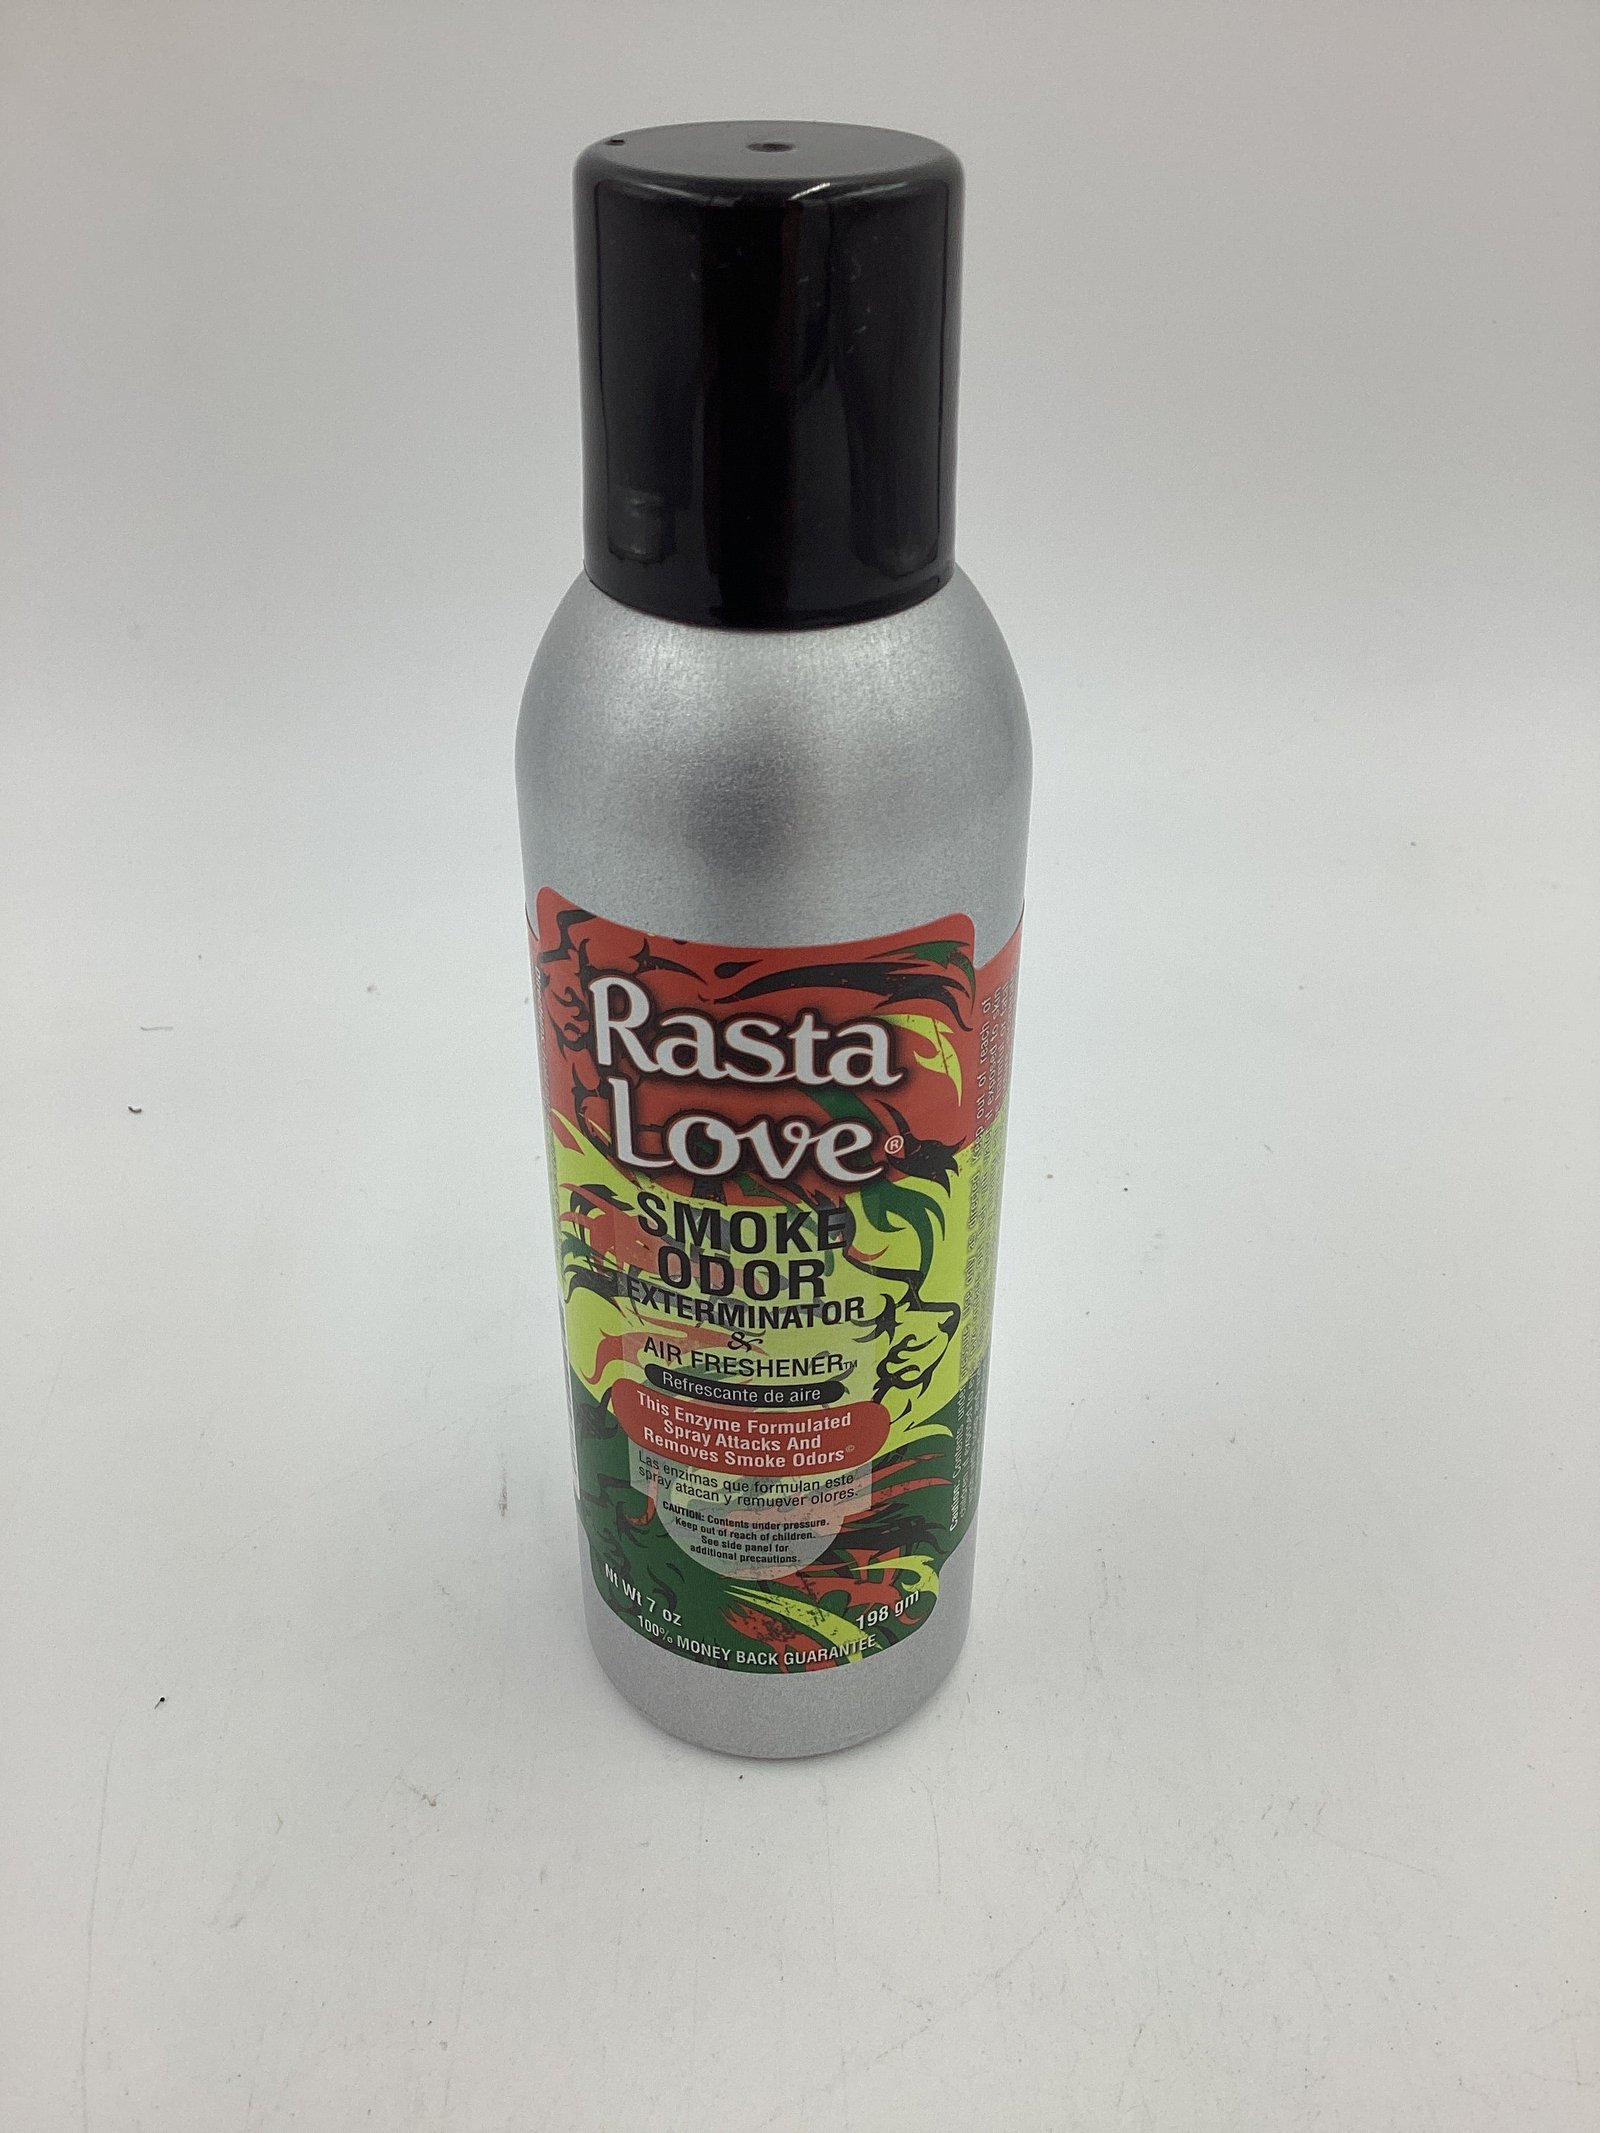 Rasta
Love®
SMOKE
ODOR
EXTERMINATOR
&
AIR FRESHENER™
Refrescante de aire
This Enzyme Formulated
Spray Attacks And
Removes Smoke Odors©
Las enzimas que formulan este
spray atacan y remuever olores.
CAUTION: Contents under pressure.
Keep out of reach of children.
See side panel for
additional precautions.
Nt Wt 7 oz
198 gm
100% MONEY BACK GUARANTEE